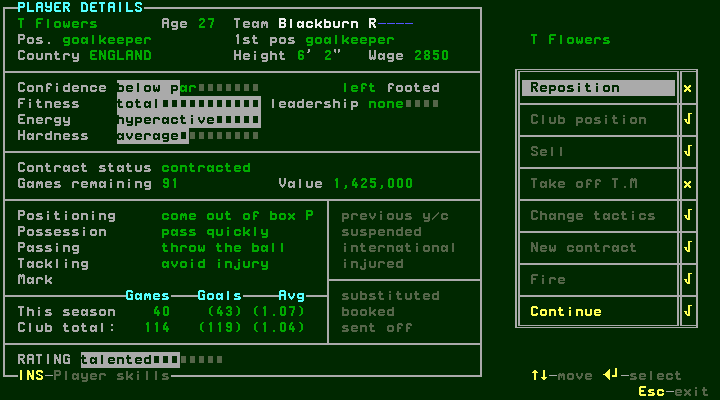 PLAYER DETAILS
T Flowers Age 27 Team Blackburn R
Pos. goalkeeper 1st pos goalkeeper
Country ENGLAND Height 6' 2" Wage 2850
Confidence below par left footed
Fitness total leadership none
Energy hyperactive
Hardness average
Contract status contracted
Games remaining 91 Value 1,425,000
Positioning come out of box P
Possession pass quickly
Passing throw the ball
Tackling avoid injury
Mark
previous y/c
suspended
international
injured
Games Goals Avg
This season 40 (43) (1.07)
Club total: 114 (119) (1.04)
substituted
booked
sent off
RATING talented
INS-Player skills
T Flowers
Reposition x
Club position √
Sell √
Take off T.M x
Change tactics √
New contract √
Fire √
Continue √
↑↓-move ◄┘-select
Esc-exit